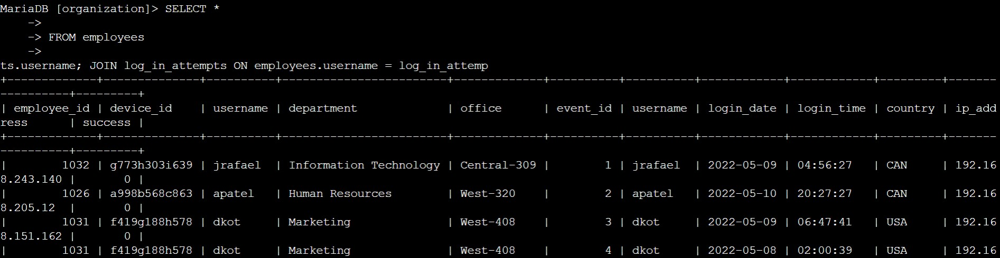 MariaDB [organization]> SELECT *
    ->
    -> FROM employees
    ->
ts.username; JOIN log_in_attempts ON employees.username = log_in_attemp
+-------------+--------------+----------+------------------------+-------------+----------+----------+------------+------------+---------+-------
----------+---------+
| employee_id | device_id    | username | department             | office      | event_id | username | login_date | login_time | country | ip_add
ress      | success |
+-------------+--------------+----------+------------------------+-------------+----------+----------+------------+------------+---------+-------
----------+---------+
|        1032 | g773h303i639 | jrafael  | Information Technology | Central-309 |        1 | jrafael  | 2022-05-09 | 04:56:27   | CAN     | 192.16
8.243.140 |       0 |
|        1026 | a998b568c863 | apatel   | Human Resources        | West-320    |        2 | apatel   | 2022-05-10 | 20:27:27   | CAN     | 192.16
8.205.12  |       0 |
|        1031 | f419g188h578 | dkot     | Marketing              | West-408    |        3 | dkot     | 2022-05-09 | 06:47:41   | USA     | 192.16
8.151.162 |       0 |
|        1031 | f419g188h578 | dkot     | Marketing              | West-408    |        4 | dkot     | 2022-05-08 | 02:00:39   | USA     | 192.16